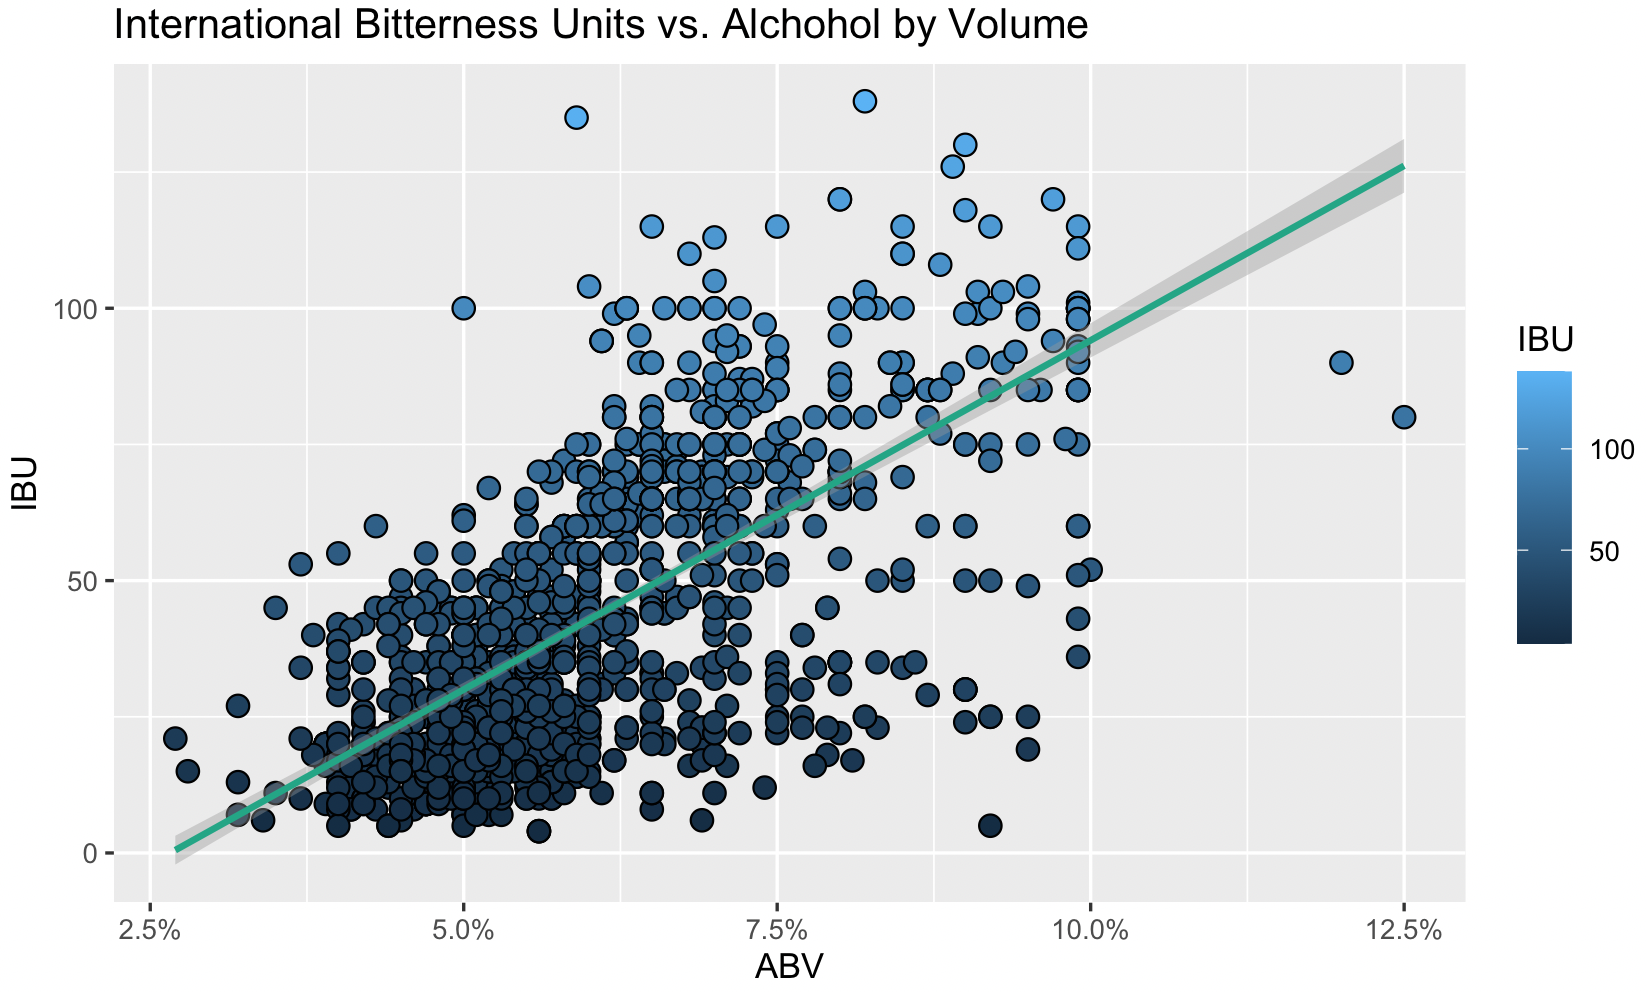 International Bitterness Units vs. Alchohol by Volume
IBU
100
50
0
2.5%
5.0%
7.5%
10.0%
12.5%
ABV
IBU
100
50